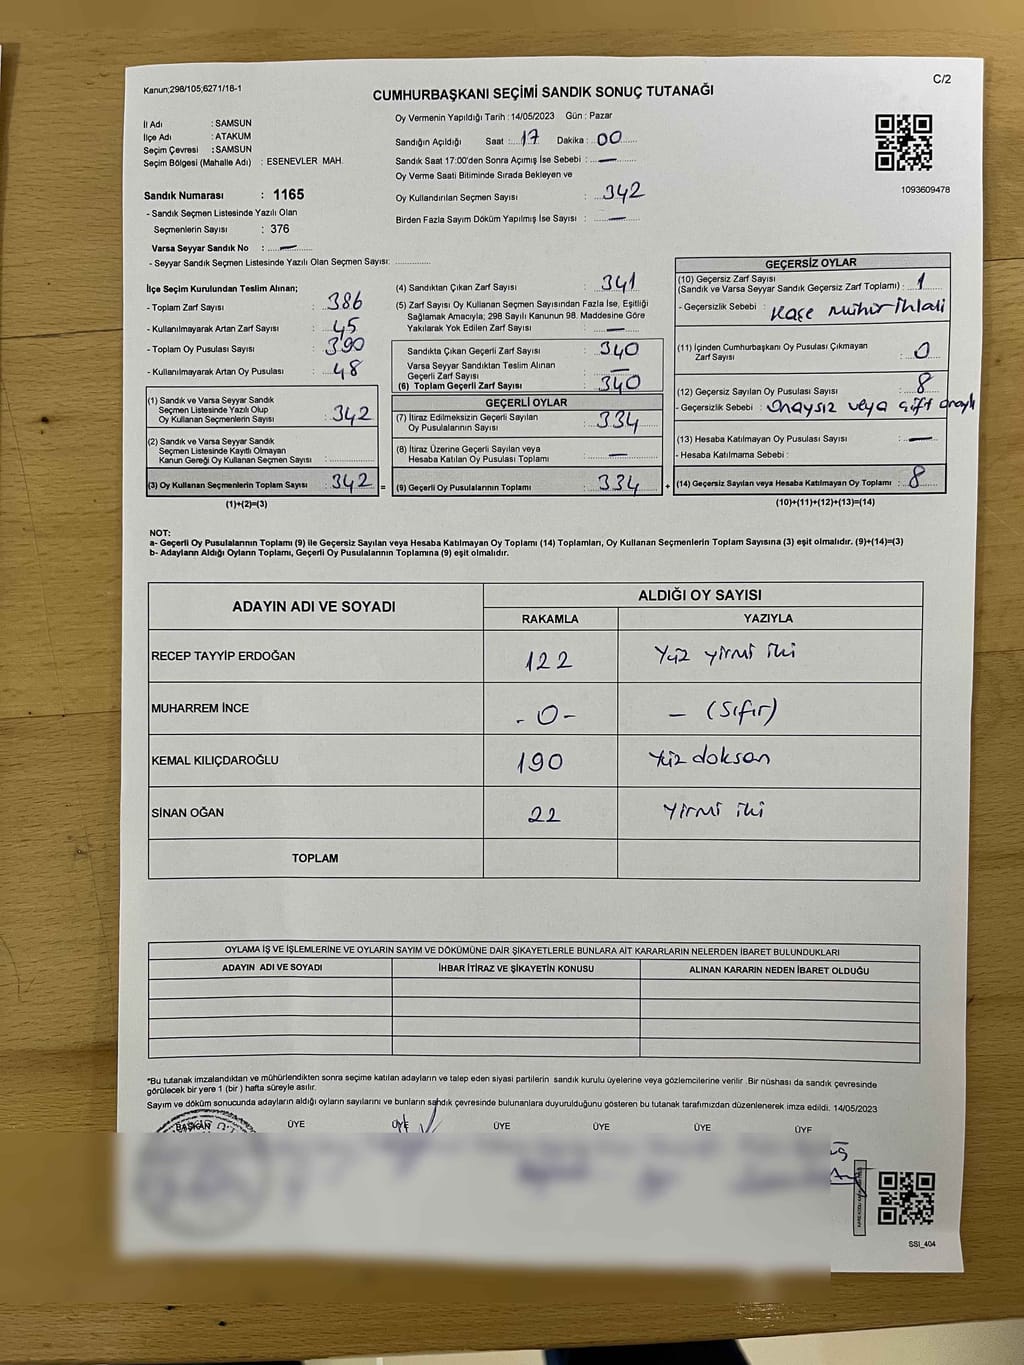 Kanun;298/105;6271/18-1
C/2
CUMHURBAŞKANI SEÇİMİ SANDIK SONUÇ TUTANAĞI
İl Adı : SAMSUN
İlçe Adı : ATAKUM
Seçim Çevresi : SAMSUN
Seçim Bölgesi (Mahalle Adı) : ESENEVLER MAH.
Sandık Numarası : 1165
- Sandık Seçmen Listesinde Yazılı Olan
Seçmenlerin Sayısı : 376
Varsa Seyyar Sandık No : —
- Seyyar Sandık Seçmen Listesinde Yazılı Olan Seçmen Sayısı:
Oy Vermenin Yapıldığı Tarih : 14/05/2023 Gün : Pazar
Sandığın Açıldığı Saat : 17 Dakika : 00
Sandık Saat 17:00'den Sonra Açımış İse Sebebi : —
Oy Verme Saati Bitiminde Sırada Bekleyen ve
Oy Kullandırılan Seçmen Sayısı : 342
Birden Fazla Sayım Döküm Yapılmış İse Sayısı : —
1093609478
İlçe Seçim Kurulundan Teslim Alınan;
- Toplam Zarf Sayısı : 386
- Kullanılmayarak Artan Zarf Sayısı : 45
- Toplam Oy Pusulası Sayısı : 390
- Kullanılmayarak Artan Oy Pusulası : 48
(1) Sandık ve Varsa Seyyar Sandık
Seçmen Listesinde Yazılı Olup
Oy Kullanan Seçmenlerin Sayısı : 342
(2) Sandık ve Varsa Seyyar Sandık
Seçmen Listesinde Kayıtlı Olmayan
Kanun Gereği Oy Kullanan Seçmen Sayısı :
(3) Oy Kullanan Seçmenlerin Toplam Sayısı : 342 =
(1)+(2)=(3)
(4) Sandıktan Çıkan Zarf Sayısı : 341
(5) Zarf Sayısı Oy Kullanan Seçmen Sayısından Fazla İse, Eşitliği
Sağlamak Amacıyla; 298 Sayılı Kanunun 98. Maddesine Göre
Yakılarak Yok Edilen Zarf Sayısı : —
Sandıkta Çıkan Geçerli Zarf Sayısı : 340
Varsa Seyyar Sandıktan Teslim Alınan
Geçerli Zarf Sayısı : —
(6) Toplam Geçerli Zarf Sayısı : 340
GEÇERLİ OYLAR
(7) İtiraz Edilmeksizin Geçerli Sayılan
Oy Pusulalarının Sayısı : 334
(8) İtiraz Üzerine Geçerli Sayılan veya
Hesaba Katılan Oy Pusulası Toplamı : —
(9) Geçerli Oy Pusulalarının Toplamı : 334 +
GEÇERSİZ OYLAR
(10) Geçersiz Zarf Sayısı
(Sandık ve Varsa Seyyar Sandık Geçersiz Zarf Toplamı) : 1
- Geçersizlik Sebebi : Kaşe Mühür İhlali
(11) İçinden Cumhurbaşkanı Oy Pusulası Çıkmayan
Zarf Sayısı : 0
(12) Geçersiz Sayılan Oy Pusulası Sayısı : 8
- Geçersizlik Sebebi : Onaysız veya çift onaylı
(13) Hesaba Katılmayan Oy Pusulası Sayısı : —
- Hesaba Katılmama Sebebi :
(14) Geçersiz Sayılan veya Hesaba Katılmayan Oy Toplamı : 8
(10)+(11)+(12)+(13)=(14)
NOT:
a- Geçerli Oy Pusulalarının Toplamı (9) ile Geçersiz Sayılan veya Hesaba Katılmayan Oy Toplamı (14) Toplamları, Oy Kullanan Seçmenlerin Toplam Sayısına (3) eşit olmalıdır. (9)+(14)=(3)
b- Adayların Aldığı Oyların Toplamı, Geçerli Oy Pusulalarının Toplamına (9) eşit olmalıdır.
ADAYIN ADI VE SOYADI ALDIĞI OY SAYISI
RAKAMLA YAZIYLA
RECEP TAYYİP ERDOĞAN 122 Yüz yirmi iki
MUHARREM İNCE -0- — (Sıfır)
KEMAL KILIÇDAROĞLU 190 Yüz doksan
SİNAN OĞAN 22 Yirmi iki
TOPLAM
OYLAMA İŞ VE İŞLEMLERİNE VE OYLARIN SAYIM VE DÖKÜMÜNE DAİR ŞİKAYETLERLE BUNLARA AİT KARARLARIN NELERDEN İBARET BULUNDUKLARI
ADAYIN ADI VE SOYADI İHBAR İTİRAZ VE ŞİKAYETİN KONUSU ALINAN KARARIN NEDEN İBARET OLDUĞU
*Bu tutanak imzalandıktan ve mühürlendikten sonra seçime katılan adayların ve talep eden siyasi partilerin sandık kurulu üyelerine veya gözlemcilerine verilir .Bir nüshası da sandık çevresinde
görülecek bir yere 1 (bir ) hafta süreyle asılır.
Sayım ve döküm sonucunda adayların aldığı oyların sayılarını ve bunların sandık çevresinde bulunanlara duyurulduğunu gösteren bu tutanak tarafımızdan düzenlenerek imza edildi. 14/05/2023
BAŞKAN ÜYE ÜYE ÜYE ÜYE ÜYE ÜYE
SSI_404